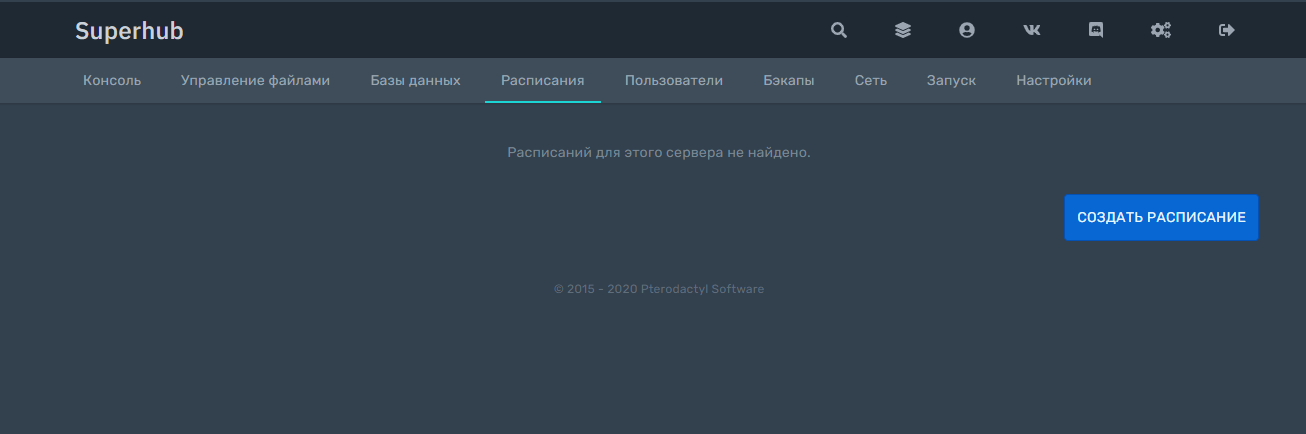 Superhub
Консоль Управление файлами Базы данных Расписания Пользователи Бэкапы Сеть Запуск Настройки
Расписаний для этого сервера не найдено.
СОЗДАТЬ РАСПИСАНИЕ
© 2015 - 2020 Pterodactyl Software